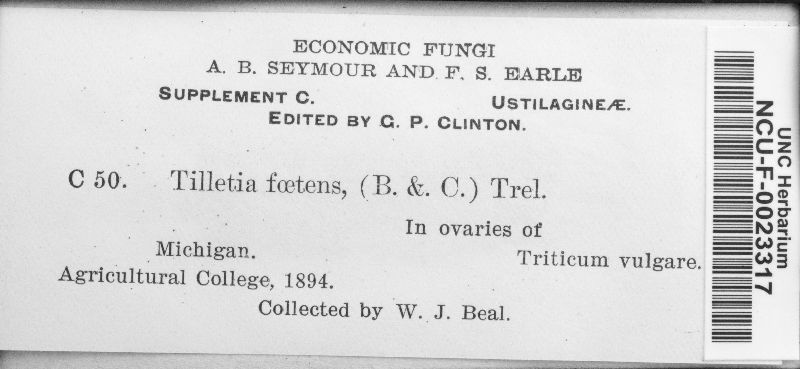 ECONOMIC FUNGI
A. B. SEYMOUR AND F. S. EARLE
SUPPLEMENT C. USTILAGINEÆ.
EDITED BY G. P. CLINTON.
C 50. Tilletia fœtens, (B. & C.) Trel.
In ovaries of
Michigan. Triticum vulgare.
Agricultural College, 1894.
Collected by W. J. Beal.
UNC Herbarium
NCU-F-0023317